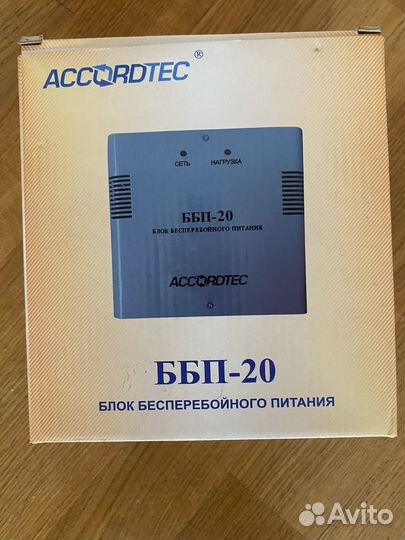 ACCORDTEC®
СЕТЬ НАГРУЗКА
ББП-20
БЛОК БЕСПЕРЕБОЙНОГО ПИТАНИЯ
ACCORDTEC
ББП-20
БЛОК БЕСПЕРЕБОЙНОГО ПИТАНИЯ
Avito